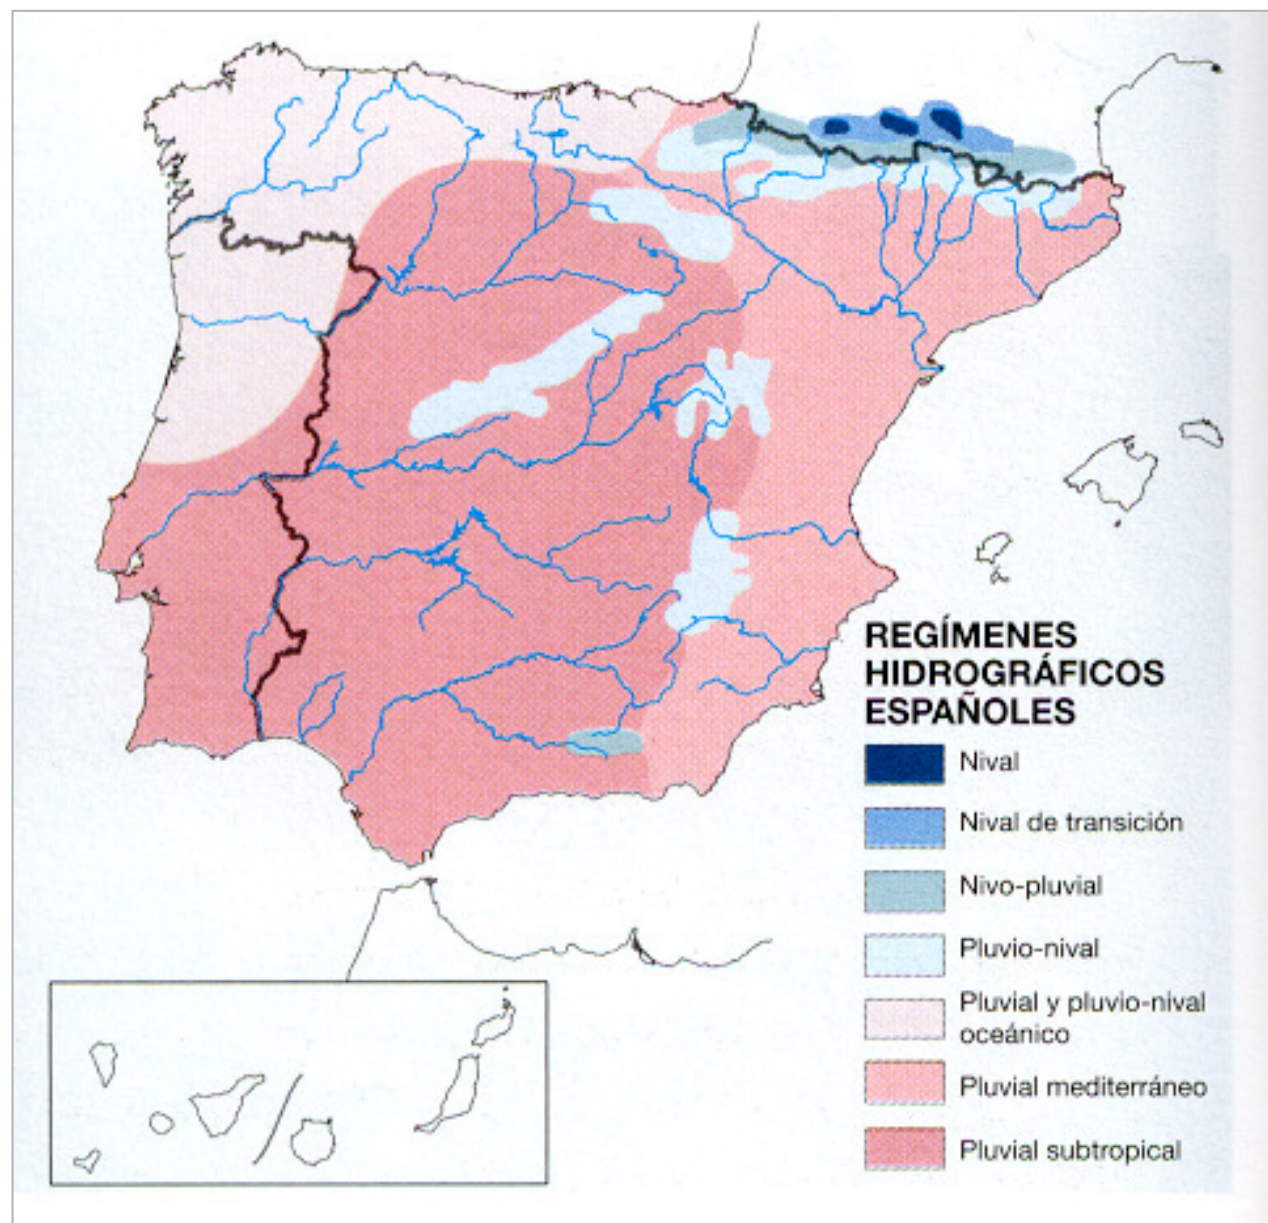 REGÍMENES
HIDROGRÁFICOS
ESPAÑOLES
Nival
Nival de transición
Nivo-pluvial
Pluvio-nival
Pluvial y pluvio-nival
oceánico
Pluvial mediterráneo
Pluvial subtropical